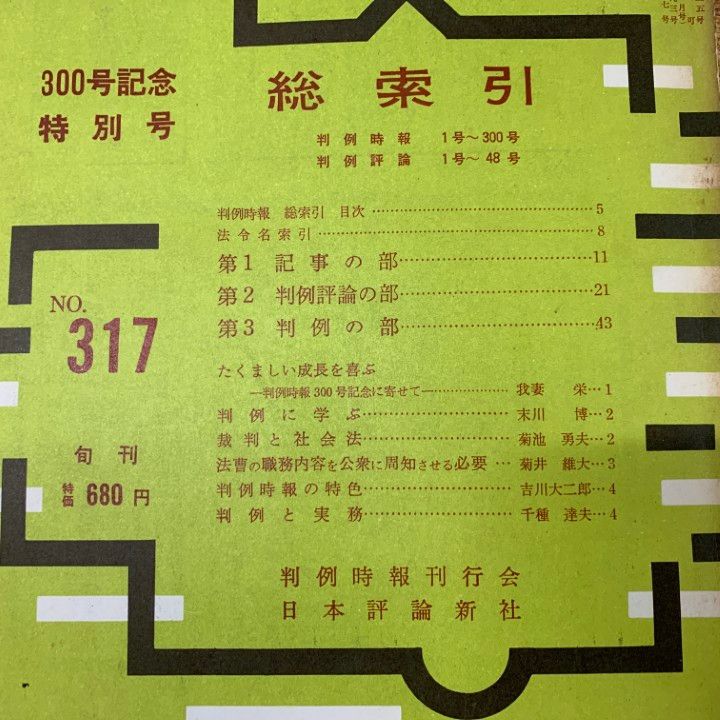 300号記念
特別号
総索引
判例時報 1号〜300号
判例評論 1号〜48号
判例時報 総索引 目次……5
法令名索引……8
第1 記事の部……11
第2 判例評論の部……21
第3 判例の部……43
NO.
317
たくましい成長を喜ぶ
―判例時報300号記念に寄せて―……我妻 栄…1
判例に学ぶ……末川 博…2
裁判と社会法……菊池 勇夫…2
法曹の職務内容を公衆に周知させる必要…菊井 維大…3
判例時報の特色……吉川大二郎…4
判例と実務……千種 達夫…4
旬刊
特価 680円
判例時報刊行会
日本評論新社